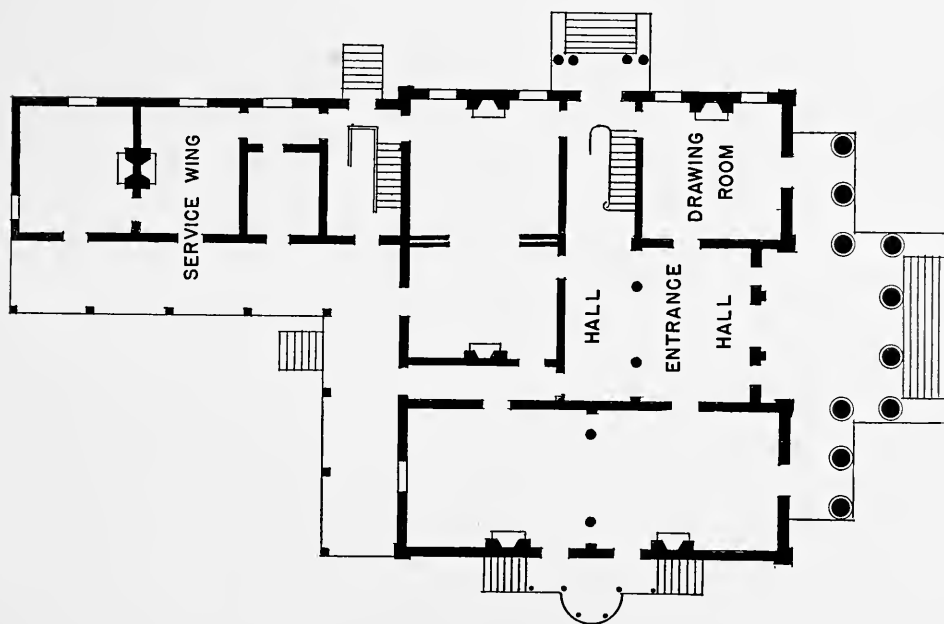 SERVICE WING
HALL
ENTRANCE
HALL
DRAWING
ROOM